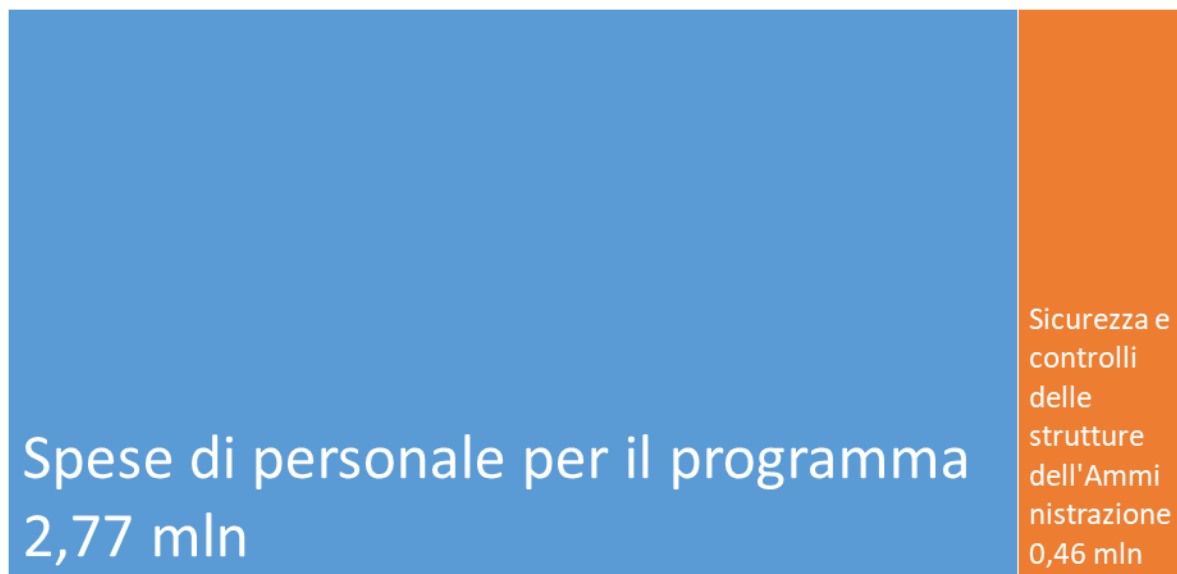 Spese di personale per il programma
2,77 mln
Sicurezza e
controlli
delle
strutture
dell'Ammi
nistrazione
0,46 mln